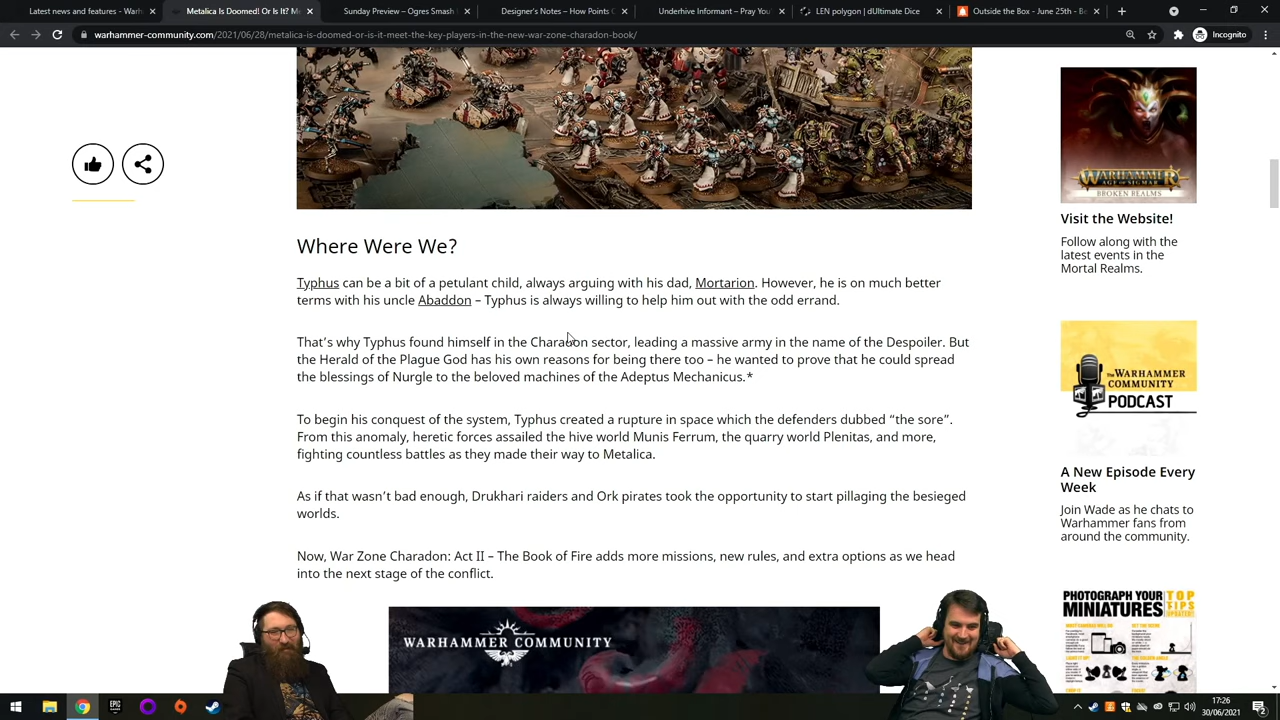 Latest news and features - Warh
Metalica Is Doomed! Or Is It? Me
Sunday Preview – Ogres Smash
Designer's Notes – How Points C
Underhive Informant – Pray You
LEN polygon | dUltimate Dice
Outside the Box - June 25th - Be
warhammer-community.com/2021/06/28/metalica-is-doomed-or-is-it-meet-the-key-players-in-the-new-war-zone-charadon-book/
Incognito
Where Were We?
Typhus can be a bit of a petulant child, always arguing with his dad, Mortarion. However, he is on much better
terms with his uncle Abaddon – Typhus is always willing to help him out with the odd errand.
That's why Typhus found himself in the Charadon sector, leading a massive army in the name of the Despoiler. But
the Herald of the Plague God has his own reasons for being there too – he wanted to prove that he could spread
the blessings of Nurgle to the beloved machines of the Adeptus Mechanicus.*
To begin his conquest of the system, Typhus created a rupture in space which the defenders dubbed “the sore”.
From this anomaly, heretic forces assailed the hive world Munis Ferrum, the quarry world Plenitas, and more,
fighting countless battles as they made their way to Metalica.
As if that wasn't bad enough, Drukhari raiders and Ork pirates took the opportunity to start pillaging the besieged
worlds.
Now, War Zone Charadon: Act II – The Book of Fire adds more missions, new rules, and extra options as we head
into the next stage of the conflict.
WARHAMMER COMMUNITY
WARHAMMER
AGE OF SIGMAR
BROKEN REALMS
Visit the Website!
Follow along with the
latest events in the
Mortal Realms.
The WARHAMMER
COMMUNITY
PODCAST
A New Episode Every
Week
Join Wade as he chats to
Warhammer fans from
around the community.
PHOTOGRAPH YOUR
MINIATURES
TOP
TIPS
EPIC
17:26
30/06/2021
2